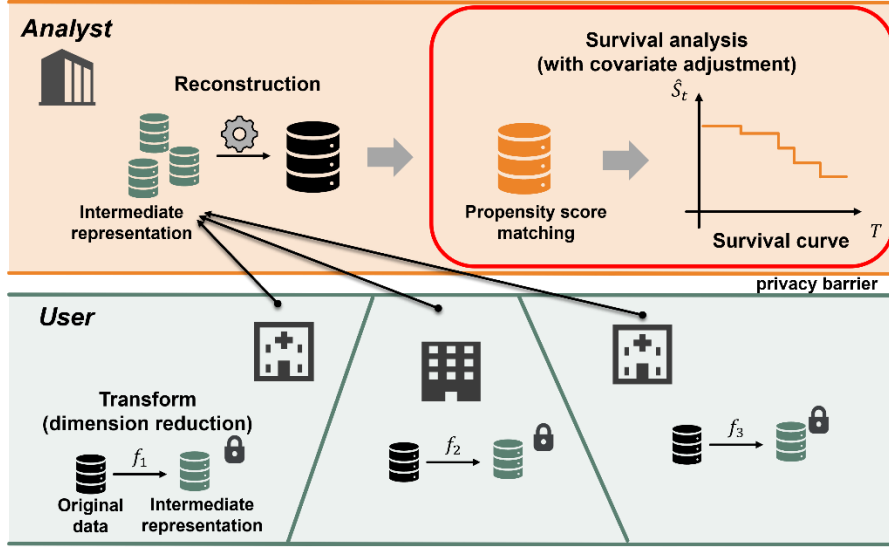 Analyst
Reconstruction
Intermediate
representation
Survival analysis
(with covariate adjustment)
Propensity score
matching
Ŝₜ
T
Survival curve
privacy barrier
User
Transform
(dimension reduction)
f₁
Original
data
Intermediate
representation
f₂
f₃